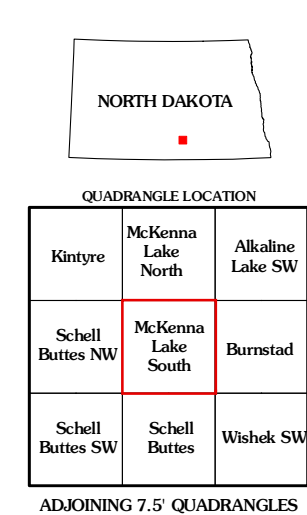 NORTH DAKOTA
QUADRANGLE LOCATION
Kintyre
McKenna
Lake
North
Alkaline
Lake SW
Schell
Buttes NW
McKenna
Lake
South
Burnstad
Schell
Buttes SW
Schell
Buttes
Wishek SW
ADJOINING 7.5' QUADRANGLES